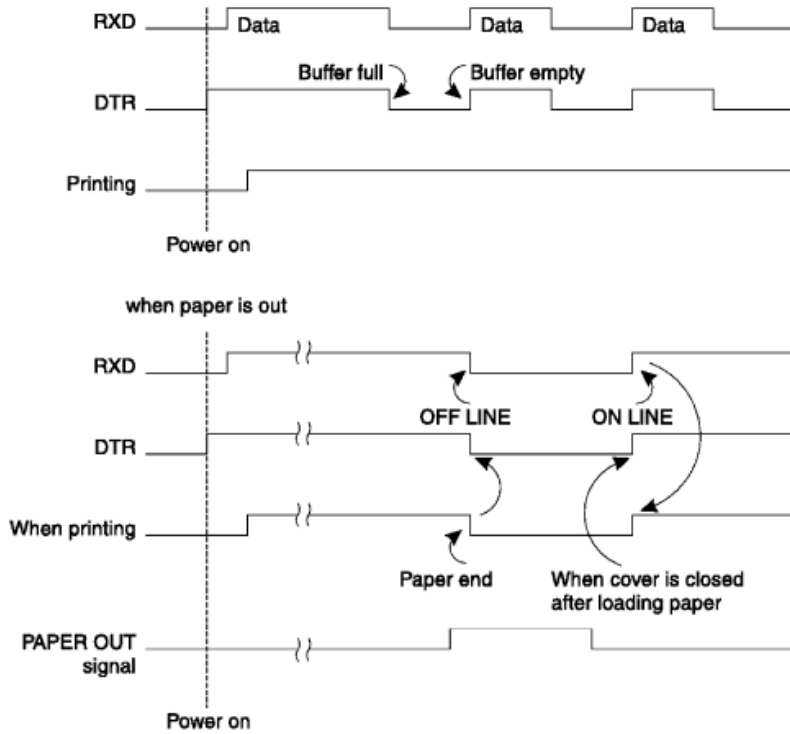 RXD
Data
Data
Data
Buffer full
Buffer empty
DTR
Printing
Power on
when paper is out
RXD
OFF LINE
ON LINE
DTR
When printing
Paper end
When cover is closed
after loading paper
PAPER OUT
signal
Power on